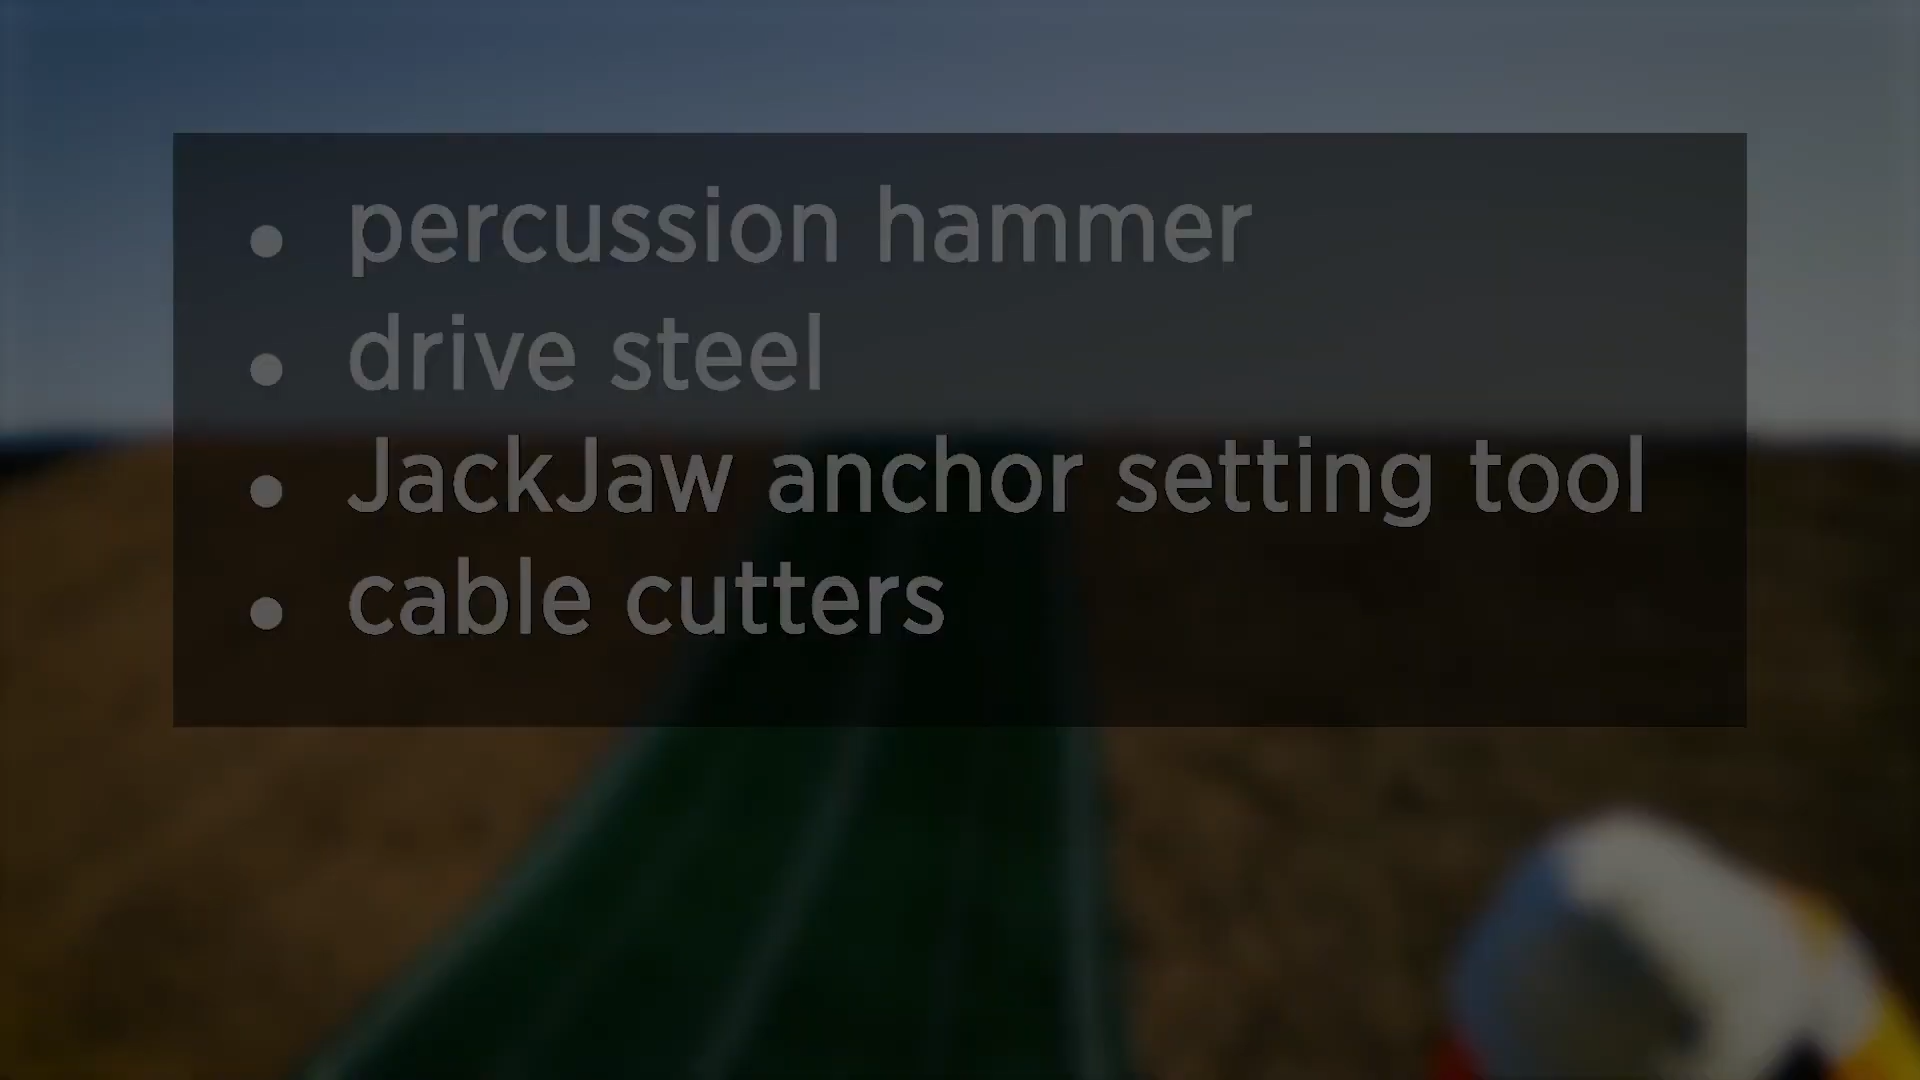 • percussion hammer
• drive steel
• JackJaw anchor setting tool
• cable cutters